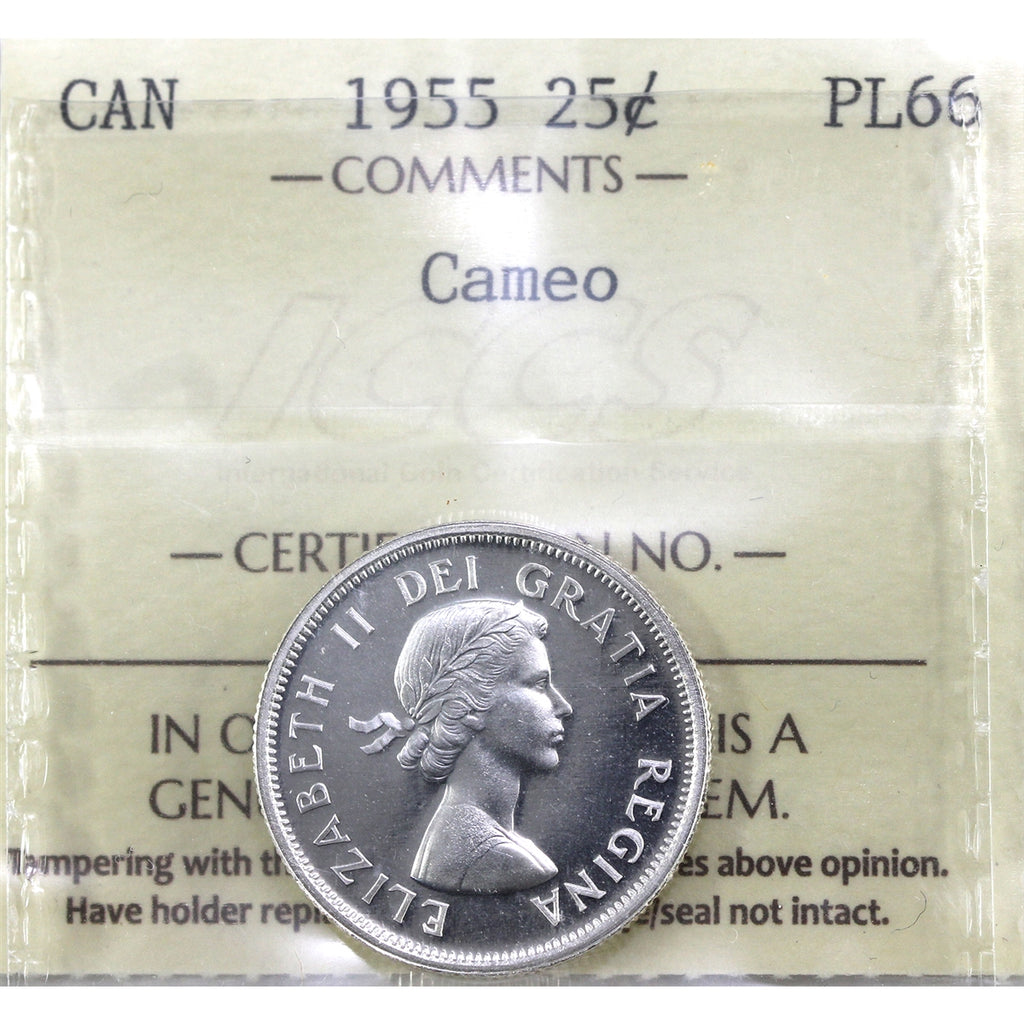 CAN 1955 25¢ PL66
— COMMENTS —
Cameo
ICCS
International Coin Certification Service
— CERTIF N NO. —
IN O IS A
GEN EM.
Tampering with th es above opinion.
Have holder repl e/seal not intact.
ELIZABETH II DEI GRATIA REGINA